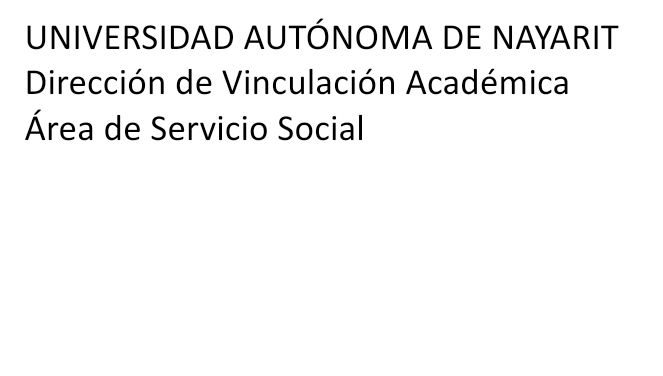 UNIVERSIDAD AUTÓNOMA DE NAYARIT
Dirección de Vinculación Académica
Área de Servicio Social